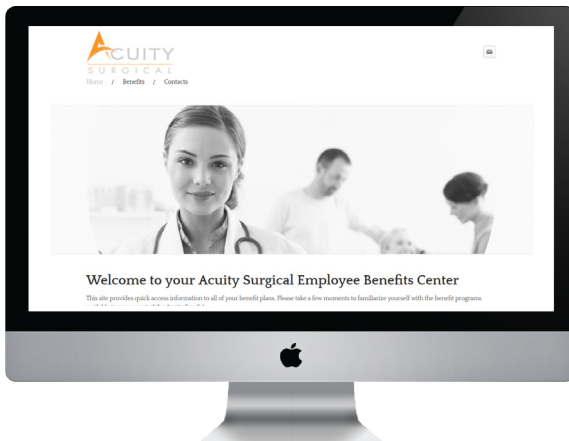 ACUITY
SURGICAL
Home / Benefits / Contacts
Welcome to your Acuity Surgical Employee Benefits Center
This site provides quick access information to all of your benefit plans. Please take a few moments to familiarize yourself with the benefit programs